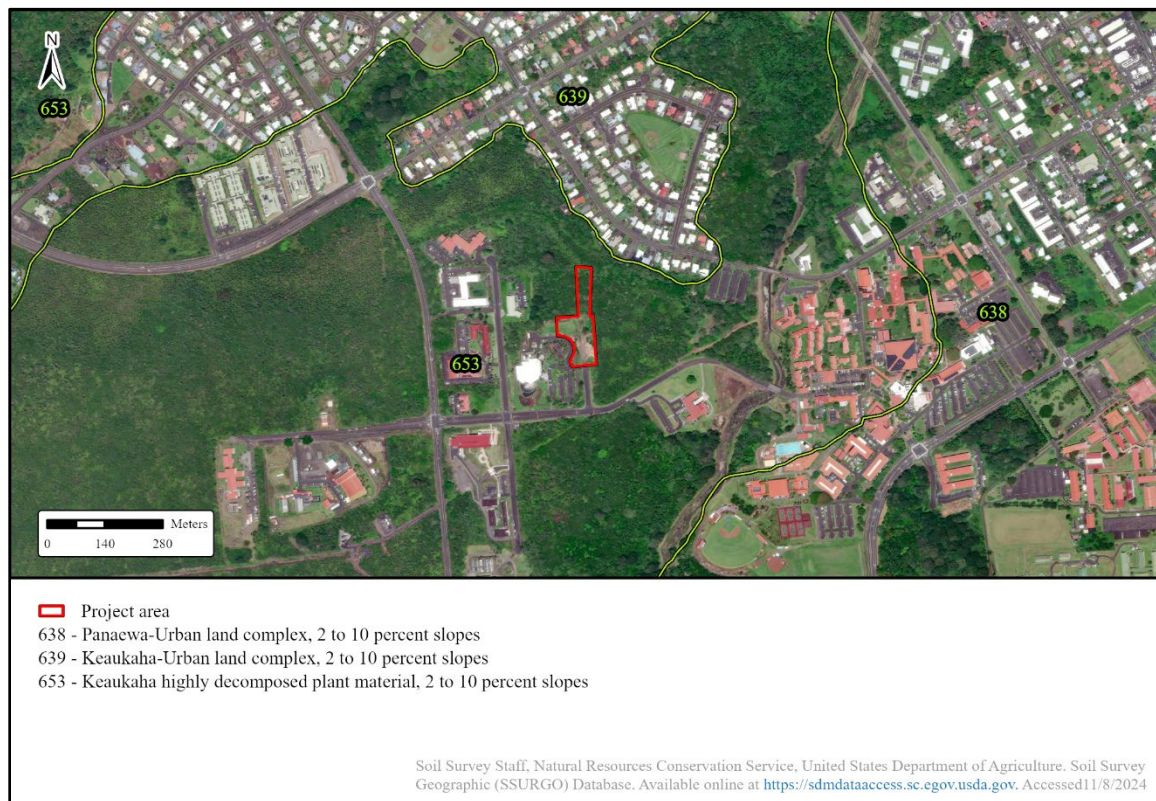 N
653
639
638
653
Meters
0 140 280
Project area
638 - Panaewa-Urban land complex, 2 to 10 percent slopes
639 - Keaukaha-Urban land complex, 2 to 10 percent slopes
653 - Keaukaha highly decomposed plant material, 2 to 10 percent slopes
Soil Survey Staff, Natural Resources Conservation Service, United States Department of Agriculture. Soil Survey
Geographic (SSURGO) Database. Available online at https://sdmdataaccess.sc.egov.usda.gov. Accessed11/8/2024